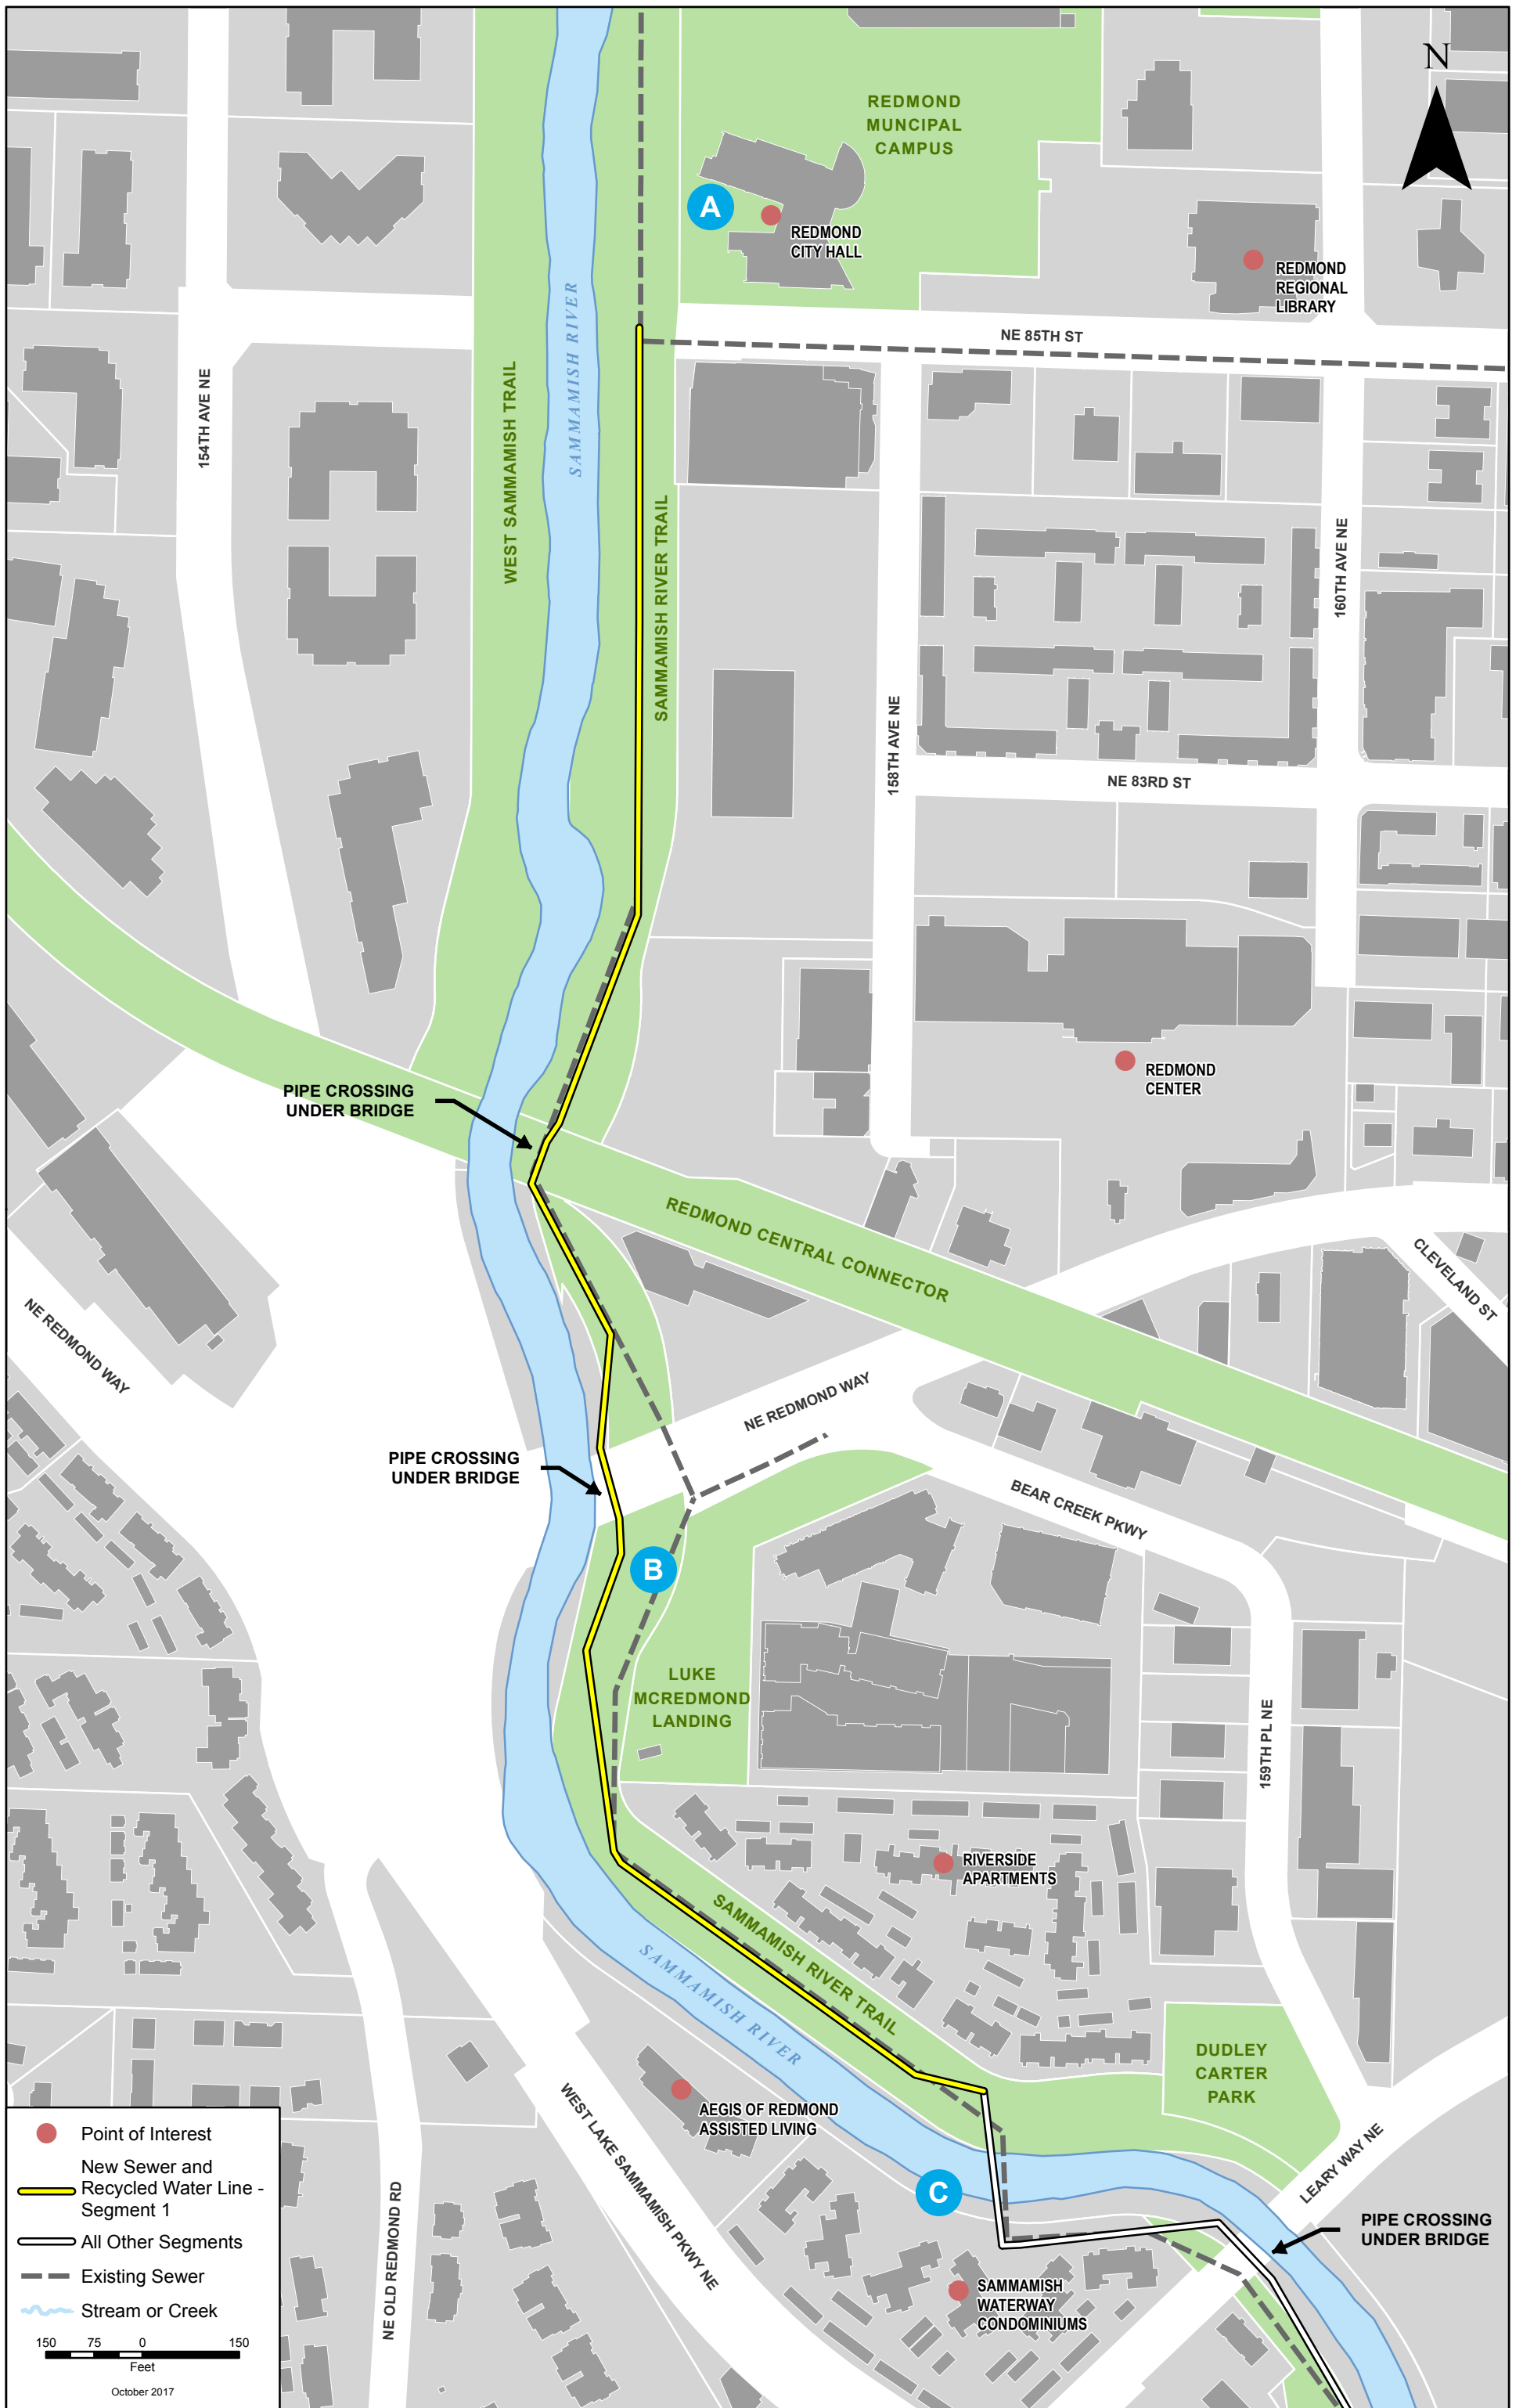 N
REDMOND
MUNCIPAL
CAMPUS
A
REDMOND
CITY HALL
REDMOND
REGIONAL
LIBRARY
NE 85TH ST
SAMMAMISH RIVER
WEST SAMMAMISH TRAIL
154TH AVE NE
SAMMAMISH RIVER TRAIL
160TH AVE NE
158TH AVE NE
NE 83RD ST
REDMOND
CENTER
PIPE CROSSING
UNDER BRIDGE
REDMOND CENTRAL CONNECTOR
CLEVELAND ST
NE REDMOND WAY
NE REDMOND WAY
PIPE CROSSING
UNDER BRIDGE
BEAR CREEK PKWY
B
LUKE
MCREDMOND
LANDING
159TH PL NE
RIVERSIDE
APARTMENTS
SAMMAMISH RIVER TRAIL
SAMMAMISH RIVER
DUDLEY
CARTER
PARK
AEGIS OF REDMOND
ASSISTED LIVING
WEST LAKE SAMMAMISH PKWY NE
LEARY WAY NE
C
PIPE CROSSING
UNDER BRIDGE
NE OLD REDMOND RD
SAMMAMISH
WATERWAY
CONDOMINIUMS
Point of Interest
New Sewer and
Recycled Water Line -
Segment 1
All Other Segments
Existing Sewer
Stream or Creek
150 75 0 150
Feet
October 2017